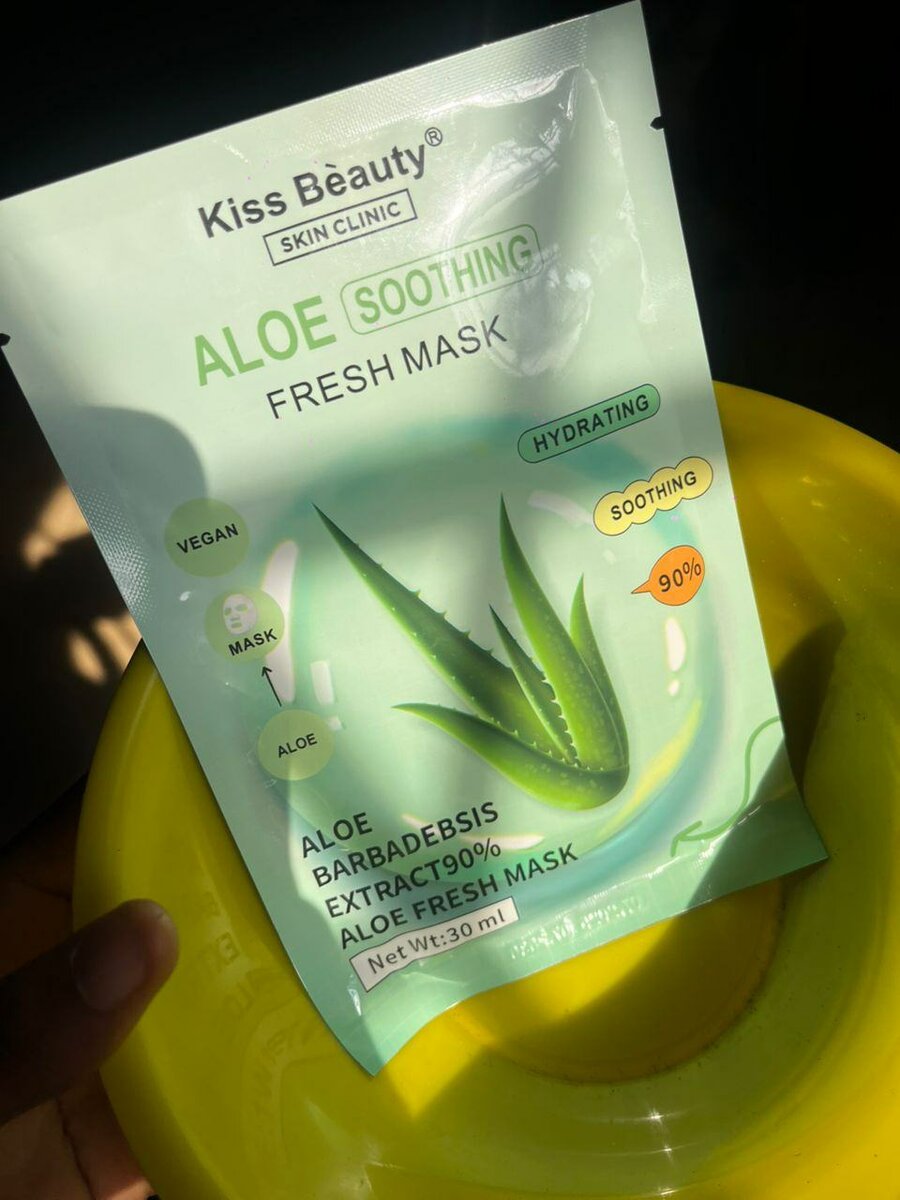 Kiss Bèauty®
SKIN CLINIC
ALOE SOOTHING
FRESH MASK
HYDRATING
SOOTHING
90%
VEGAN
MASK
ALOE
ALOE
BARBADEBSIS
EXTRACT90%
ALOE FRESH MASK
Net Wt:30 ml